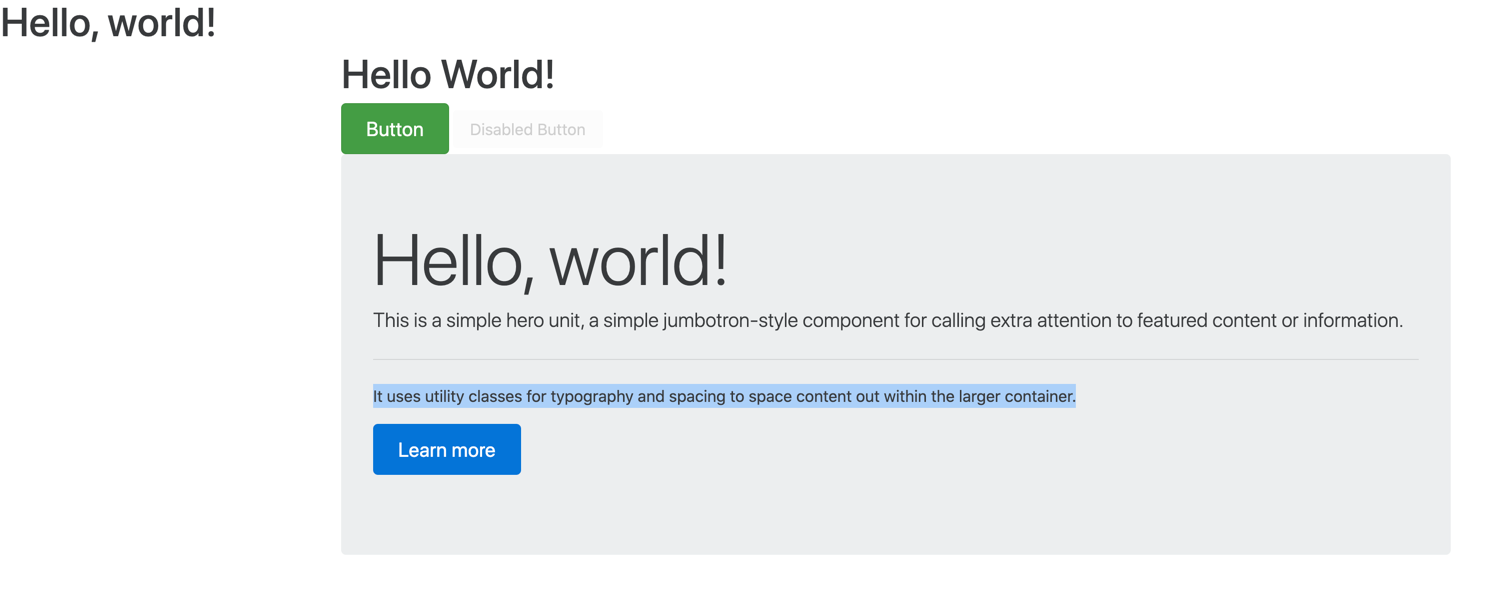 Hello, world!
Hello World!
Button
Disabled Button
Hello, world!
This is a simple hero unit, a simple jumbotron-style component for calling extra attention to featured content or information.
It uses utility classes for typography and spacing to space content out within the larger container.
Learn more